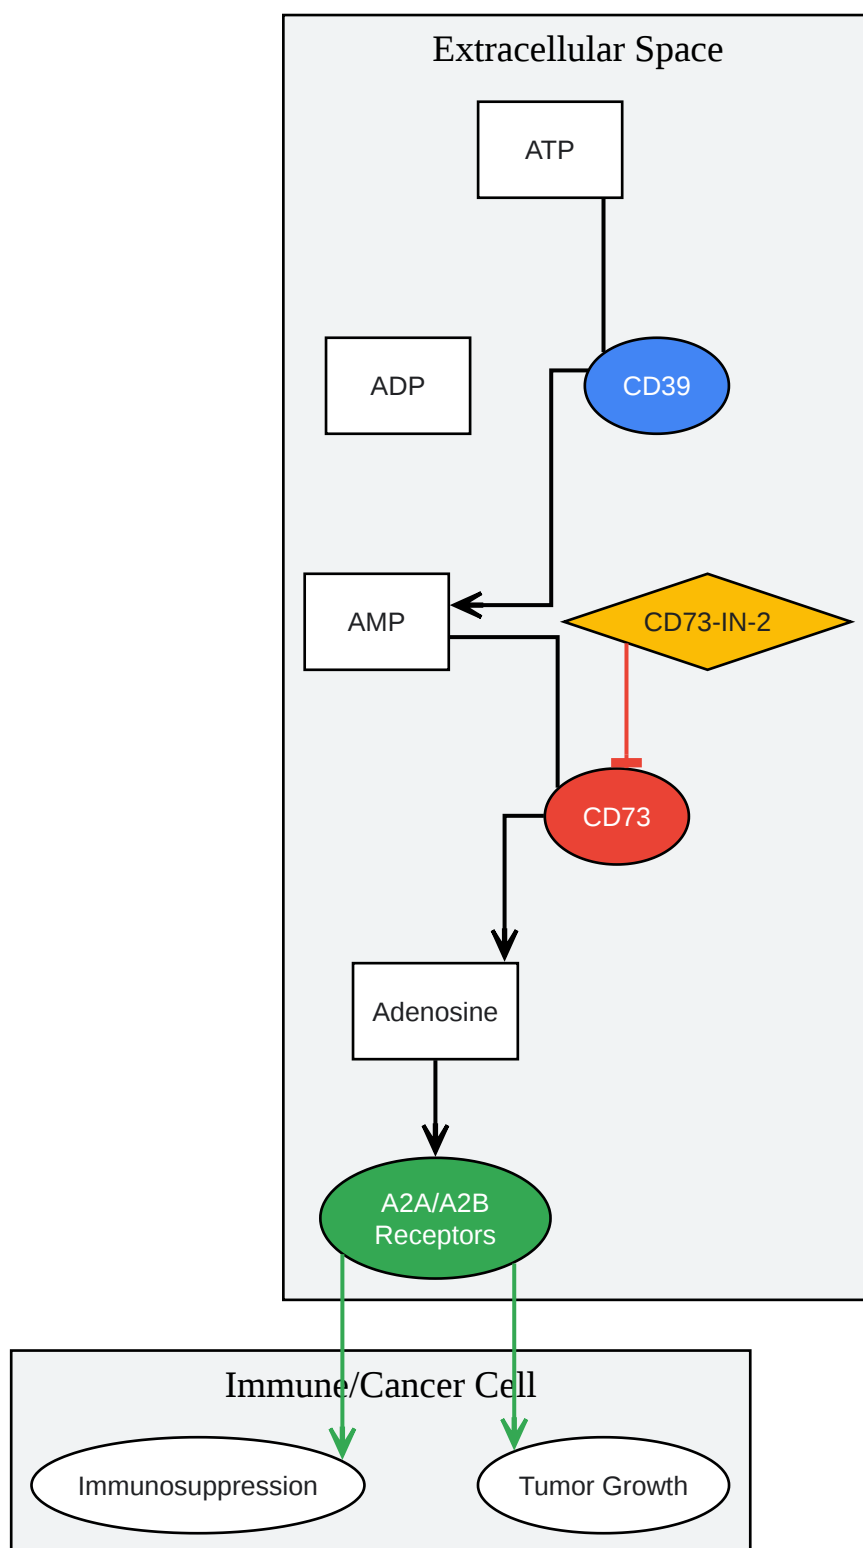 Extracellular Space
ATP
ADP
CD39
AMP
CD73-IN-2
CD73
Adenosine
A2A/A2B
Receptors
Immune/Cancer Cell
Immunosuppression
Tumor Growth